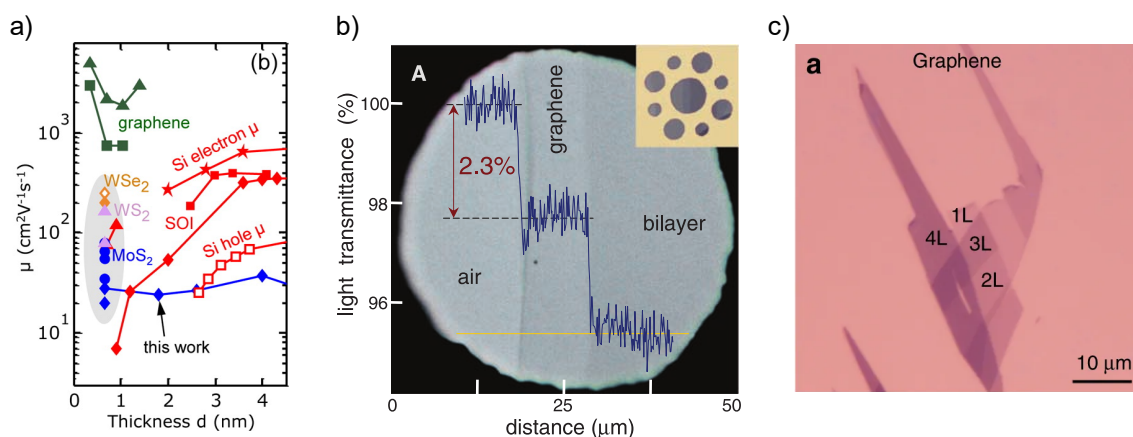 a)
(b)
μ (cm²V⁻¹s⁻¹)
10³
10²
10¹
graphene
Si electron μ
WSe₂
WS₂
SOI
MoS₂
Si hole μ
this work
0 1 2 3 4
Thickness d (nm)
b)
A
light transmittance (%)
100
98
96
2.3%
graphene
air
bilayer
0 25 50
distance (μm)
c)
a
Graphene
1L
4L
3L
2L
10 μm